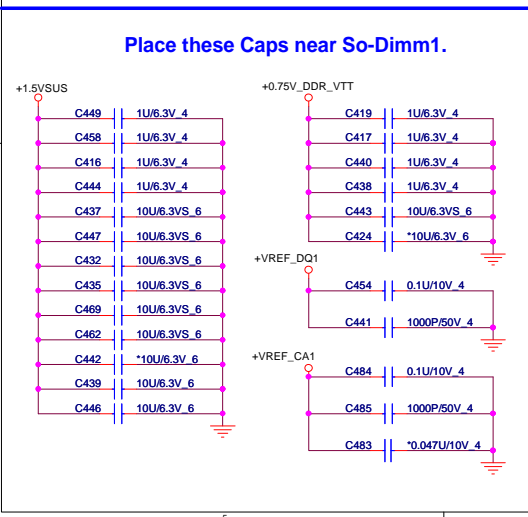 Place these Caps near So-Dimm1.
+1.5VSUS
C449 1U/6.3V_4
C458 1U/6.3V_4
C416 1U/6.3V_4
C444 1U/6.3V_4
C437 10U/6.3VS_6
C447 10U/6.3VS_6
C432 10U/6.3VS_6
C435 10U/6.3VS_6
C469 10U/6.3VS_6
C462 10U/6.3VS_6
C442 *10U/6.3V_6
C439 10U/6.3V_6
C446 10U/6.3V_6
+0.75V_DDR_VTT
C419 1U/6.3V_4
C417 1U/6.3V_4
C440 1U/6.3V_4
C438 1U/6.3V_4
C443 10U/6.3VS_6
C424 *10U/6.3V_6
+VREF_DQ1
C454 0.1U/10V_4
C441 1000P/50V_4
+VREF_CA1
C484 0.1U/10V_4
C485 1000P/50V_4
C483 *0.047U/10V_4